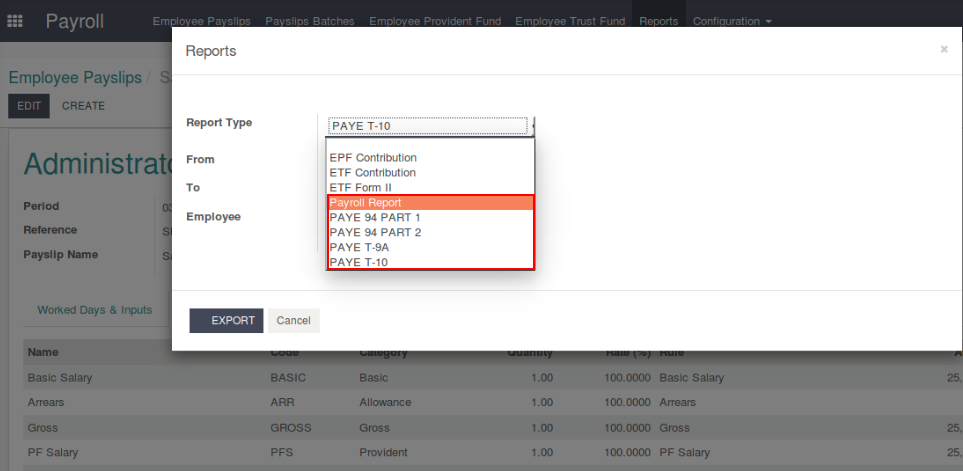 Payroll Employee Payslips Payslips Batches Employee Provident Fund Employee Trust Fund Reports Configuration
Reports ×
Employee Payslips / S
EDIT CREATE
Report Type PAYE T-10
EPF Contribution
ETF Contribution
ETF Form II
Payroll Report
PAYE 94 PART 1
PAYE 94 PART 2
PAYE T-9A
PAYE T-10
From
To
Employee
Administrato
Period 03
Reference Sl
Payslip Name Sa
Worked Days & Inputs
EXPORT Cancel
Name Code Category Quantity Rate (%) Rule A
Basic Salary BASIC Basic 1.00 100.0000 Basic Salary 25,
Arrears ARR Allowance 1.00 100.0000 Arrears
Gross GROSS Gross 1.00 100.0000 Gross 25,
PF Salary PFS Provident 1.00 100.0000 PF Salary 25,